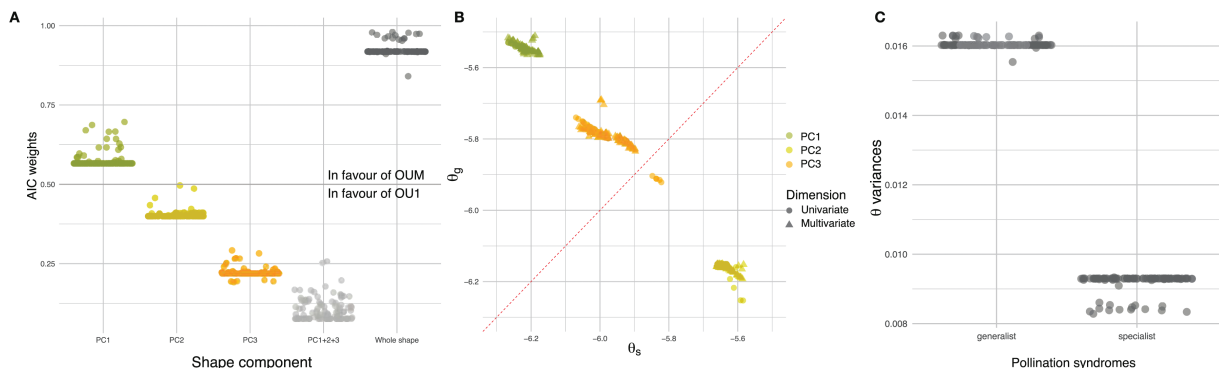 A
AIC weights
1.00
0.75
0.50
0.25
In favour of OUM
In favour of OU1
PC1
PC2
PC3
PC1+2+3
Whole shape
Shape component
B
θg
−5.6
−5.8
−6.0
−6.2
−6.2
−6.0
−5.8
−5.6
θs
PC1
PC2
PC3
Dimension
Univariate
Multivariate
C
θ variances
0.016
0.014
0.012
0.010
0.008
generalist
specialist
Pollination syndromes